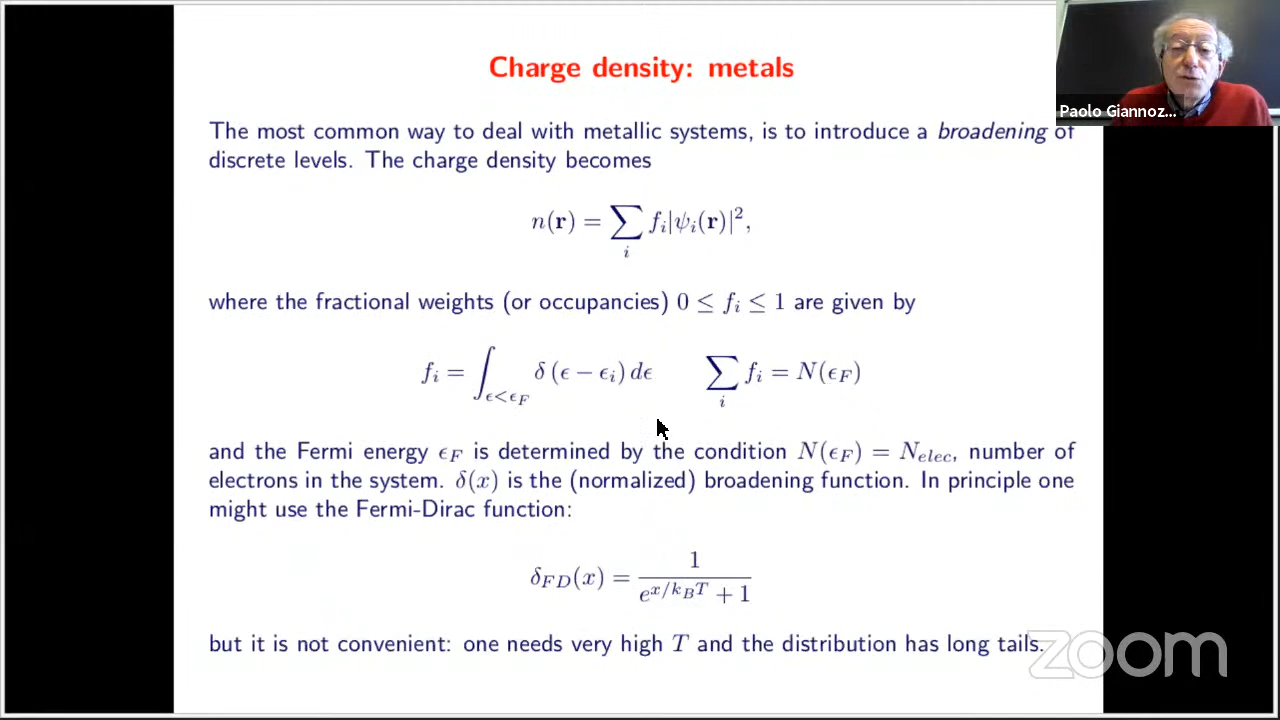 Charge density: metals
Paolo Giannoz...
The most common way to deal with metallic systems, is to introduce a broadening of
discrete levels. The charge density becomes
n(r) = ∑_i f_i|ψ_i(r)|²,
where the fractional weights (or occupancies) 0 ≤ f_i ≤ 1 are given by
f_i = ∫_{ϵ<ϵ_F} δ (ϵ − ϵ_i) dϵ ∑_i f_i = N(ϵ_F)
and the Fermi energy ϵ_F is determined by the condition N(ϵ_F) = N_elec, number of
electrons in the system. δ(x) is the (normalized) broadening function. In principle one
might use the Fermi-Dirac function:
δ_FD(x) = 1 / (e^{x/k_BT} + 1)
but it is not convenient: one needs very high T and the distribution has long tails.
zoom